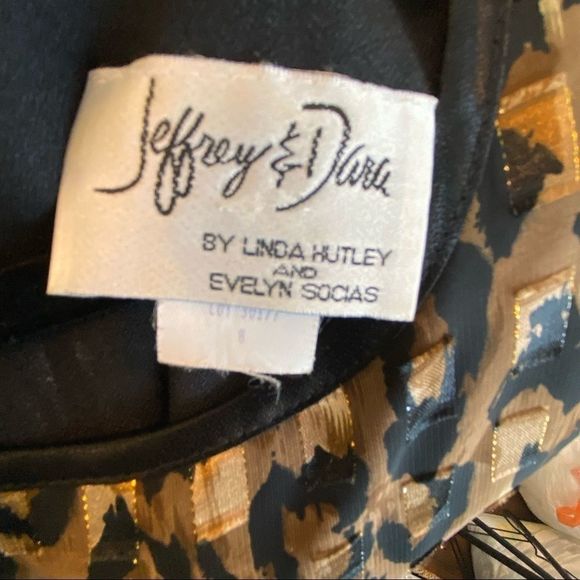 Jeffrey & Dara
BY LINDA HUTLEY
AND
EVELYN SOCIAS
8